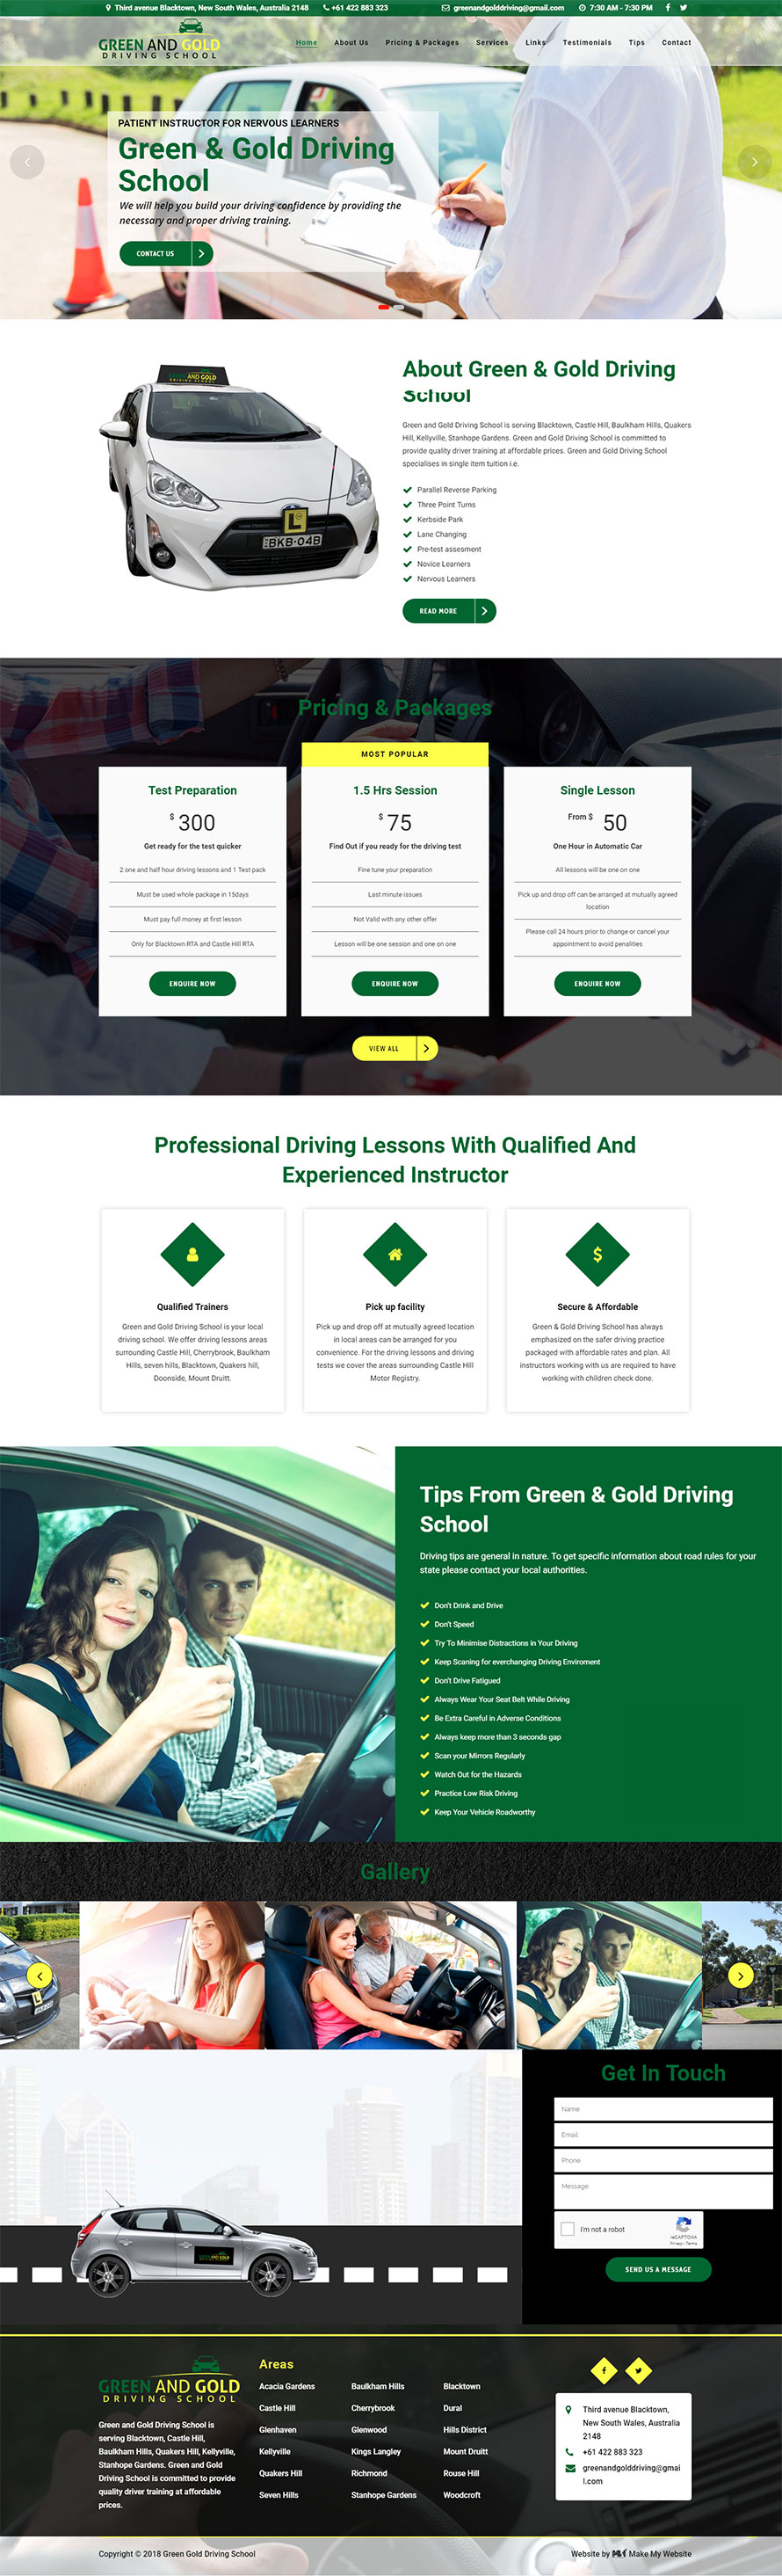 Third avenue Blacktown, New South Wales, Australia 2148 +61 422 883 323 greenandgolddriving@gmail.com 7:30 AM - 7:30 PM
GREEN AND GOLD
DRIVING SCHOOL
Home About Us Pricing & Packages Services Links Testimonials Tips Contact
PATIENT INSTRUCTOR FOR NERVOUS LEARNERS
Green & Gold Driving
School
We will help you build your driving confidence by providing the
necessary and proper driving training.
CONTACT US
GREEN AND GOLD
DRIVING SCHOOL
L
BKB·04B
About Green & Gold Driving
School
Green and Gold Driving School is serving Blacktown, Castle Hill, Baulkham Hills, Quakers
Hill, Kellyville, Stanhope Gardens. Green and Gold Driving School is committed to
provide quality driver training at affordable prices. Green and Gold Driving School
specialises in single item tuition i.e.
Parallel Reverse Parking
Three Point Turns
Kerbside Park
Lane Changing
Pre-test assesment
Novice Learners
Nervous Learners
READ MORE
Pricing & Packages
Test Preparation
$ 300
Get ready for the test quicker
2 one and half hour driving lessons and 1 Test pack
Must be used whole package in 15days
Must pay full money at first lesson
Only for Blacktown RTA and Castle Hill RTA
ENQUIRE NOW
MOST POPULAR
1.5 Hrs Session
$ 75
Find Out if you ready for the driving test
Fine tune your preparation
Last minute issues
Not Valid with any other offer
Lesson will be one session and one on one
ENQUIRE NOW
Single Lesson
From $ 50
One Hour in Automatic Car
All lessons will be one on one
Pick up and drop off can be arranged at mutually agreed
location
Please call 24 hours prior to change or cancel your
appointment to avoid penalities
ENQUIRE NOW
VIEW ALL
Professional Driving Lessons With Qualified And
Experienced Instructor
Qualified Trainers
Green and Gold Driving School is your local
driving school. We offer driving lessons areas
surrounding Castle Hill, Cherrybrook, Baulkham
Hills, seven hills, Blacktown, Quakers hill,
Doonside, Mount Druitt.
Pick up facility
Pick up and drop off at mutually agreed location
in local areas can be arranged for you
convenience. For the driving lessons and driving
tests we cover the areas surrounding Castle Hill
Motor Registry.
$
Secure & Affordable
Green & Gold Driving School has always
emphasized on the safer driving practice
packaged with affordable rates and plan. All
instructors working with us are required to have
working with children check done.
Tips From Green & Gold Driving
School
Driving tips are general in nature. To get specific information about road rules for your
state please contact your local authorities.
Don't Drink and Drive
Don't Speed
Try To Minimise Distractions in Your Driving
Keep Scaning for everchanging Driving Enviroment
Don't Drive Fatigued
Always Wear Your Seat Belt While Driving
Be Extra Careful in Adverse Conditions
Always keep more than 3 seconds gap
Scan your Mirrors Regularly
Watch Out for the Hazards
Practice Low Risk Driving
Keep Your Vehicle Roadworthy
Gallery
L
GREEN AND GOLD
DRIVING SCHOOL
Get In Touch
Name
Email
Phone
Message
I'm not a robot
reCAPTCHA
Privacy - Terms
SEND US A MESSAGE
GREEN AND GOLD
DRIVING SCHOOL
Green and Gold Driving School is
serving Blacktown, Castle Hill,
Baulkham Hills, Quakers Hill, Kellyville,
Stanhope Gardens. Green and Gold
Driving School is committed to provide
quality driver training at affordable
prices.
Areas
Acacia Gardens Baulkham Hills Blacktown
Castle Hill Cherrybrook Dural
Glenhaven Glenwood Hills District
Kellyville Kings Langley Mount Druitt
Quakers Hill Richmond Rouse Hill
Seven Hills Stanhope Gardens Woodcroft
Third avenue Blacktown,
New South Wales, Australia
2148
+61 422 883 323
greenandgolddriving@gmai
l.com
Copyright © 2018 Green Gold Driving School
Website by Make My Website